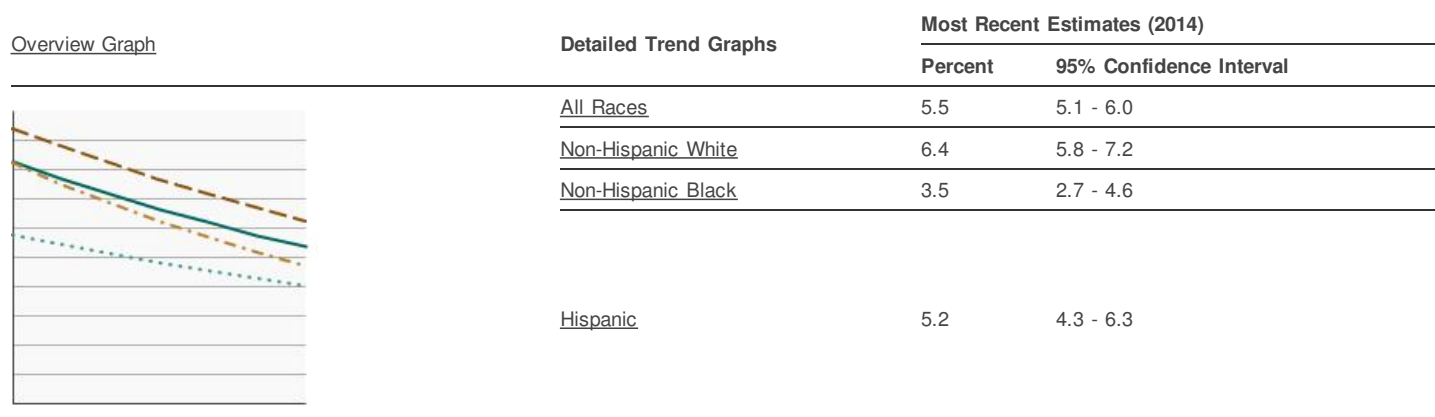 Overview Graph Detailed Trend Graphs Most Recent Estimates (2014)
Percent 95% Confidence Interval
All Races 5.5 5.1 - 6.0
Non-Hispanic White 6.4 5.8 - 7.2
Non-Hispanic Black 3.5 2.7 - 4.6
Hispanic 5.2 4.3 - 6.3